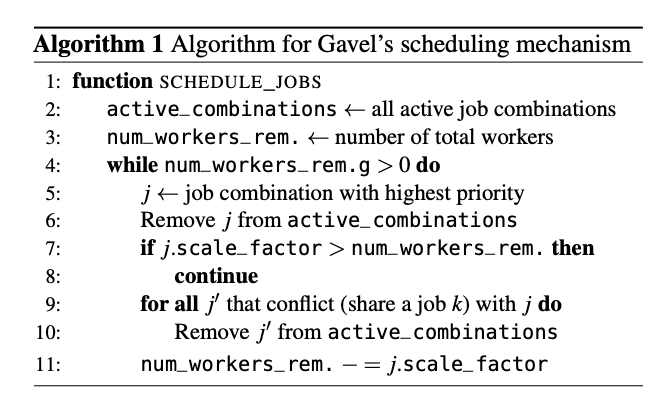 Algorithm 1 Algorithm for Gavel's scheduling mechanism
1: function SCHEDULE_JOBS
2: active_combinations ← all active job combinations
3: num_workers_rem. ← number of total workers
4: while num_workers_rem.g > 0 do
5: j ← job combination with highest priority
6: Remove j from active_combinations
7: if j.scale_factor > num_workers_rem. then
8: continue
9: for all j′ that conflict (share a job k) with j do
10: Remove j′ from active_combinations
11: num_workers_rem. − = j.scale_factor